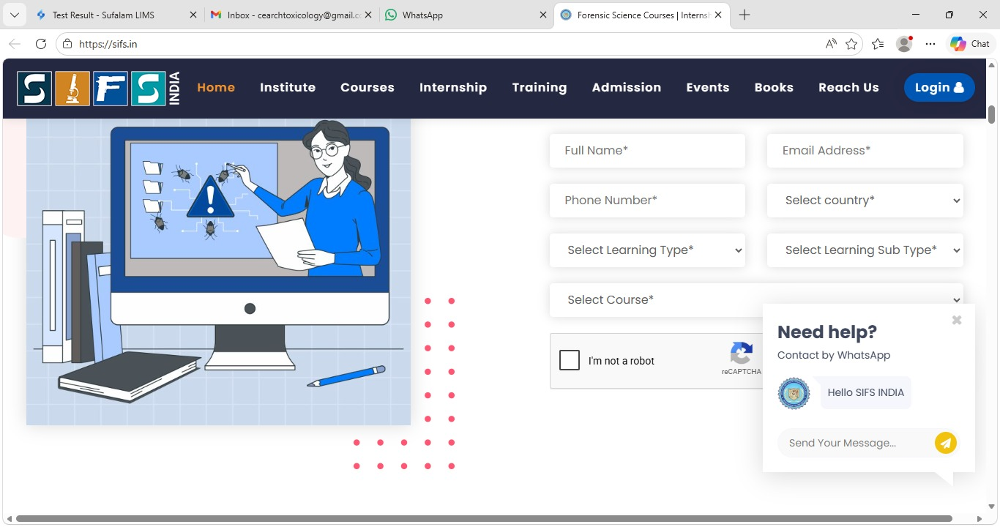 Test Result - Sufalam LIMS
Inbox - cearchtoxicology@gmail.cc
WhatsApp
Forensic Science Courses | Internsh
https://sifs.in
Chat
S F S INDIA
Home
Institute
Courses
Internship
Training
Admission
Events
Books
Reach Us
Login
Full Name*
Email Address*
Phone Number*
Select country*
Select Learning Type*
Select Learning Sub Type*
Select Course*
I'm not a robot
reCAPTCHA
Need help?
Contact by WhatsApp
Hello SIFS INDIA
Send Your Message...